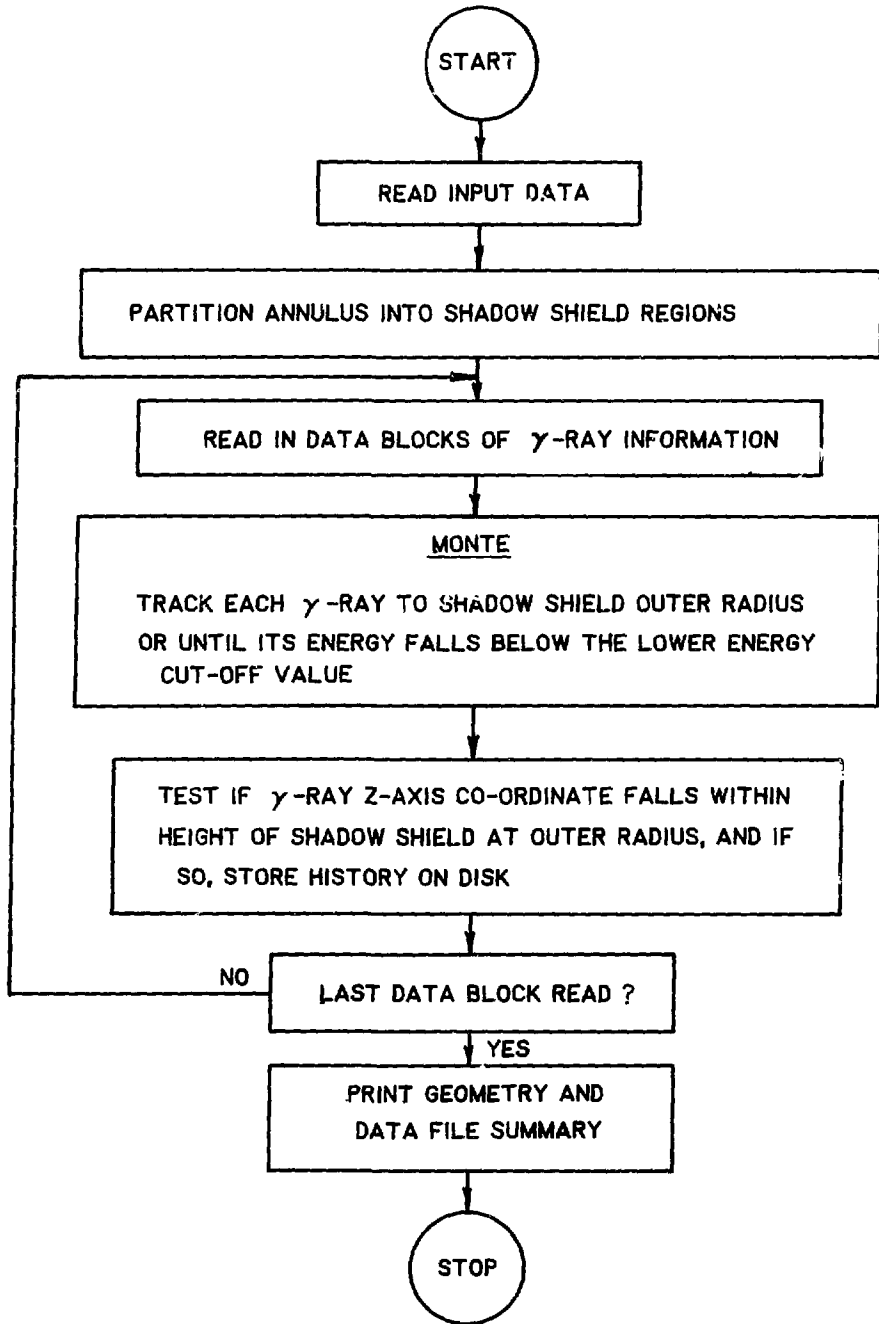 START
READ INPUT DATA
PARTITION ANNULUS INTO SHADOW SHIELD REGIONS
READ IN DATA BLOCKS OF γ-RAY INFORMATION
MONTE
TRACK EACH γ-RAY TO SHADOW SHIELD OUTER RADIUS
OR UNTIL ITS ENERGY FALLS BELOW THE LOWER ENERGY
CUT-OFF VALUE
TEST IF γ-RAY Z-AXIS CO-ORDINATE FALLS WITHIN
HEIGHT OF SHADOW SHIELD AT OUTER RADIUS, AND IF
SO, STORE HISTORY ON DISK
NO
LAST DATA BLOCK READ ?
YES
PRINT GEOMETRY AND
DATA FILE SUMMARY
STOP